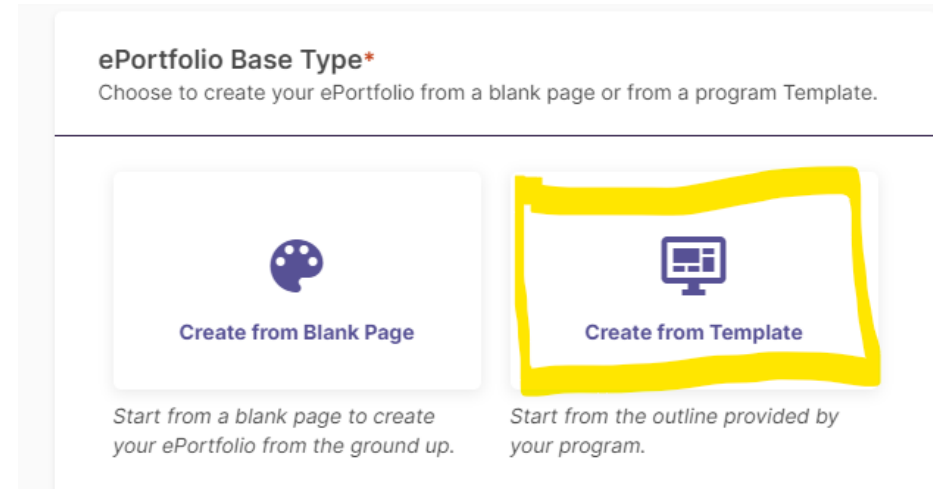 ePortfolio Base Type*
Choose to create your ePortfolio from a blank page or from a program Template.
Create from Blank Page
Start from a blank page to create
your ePortfolio from the ground up.
Create from Template
Start from the outline provided by
your program.